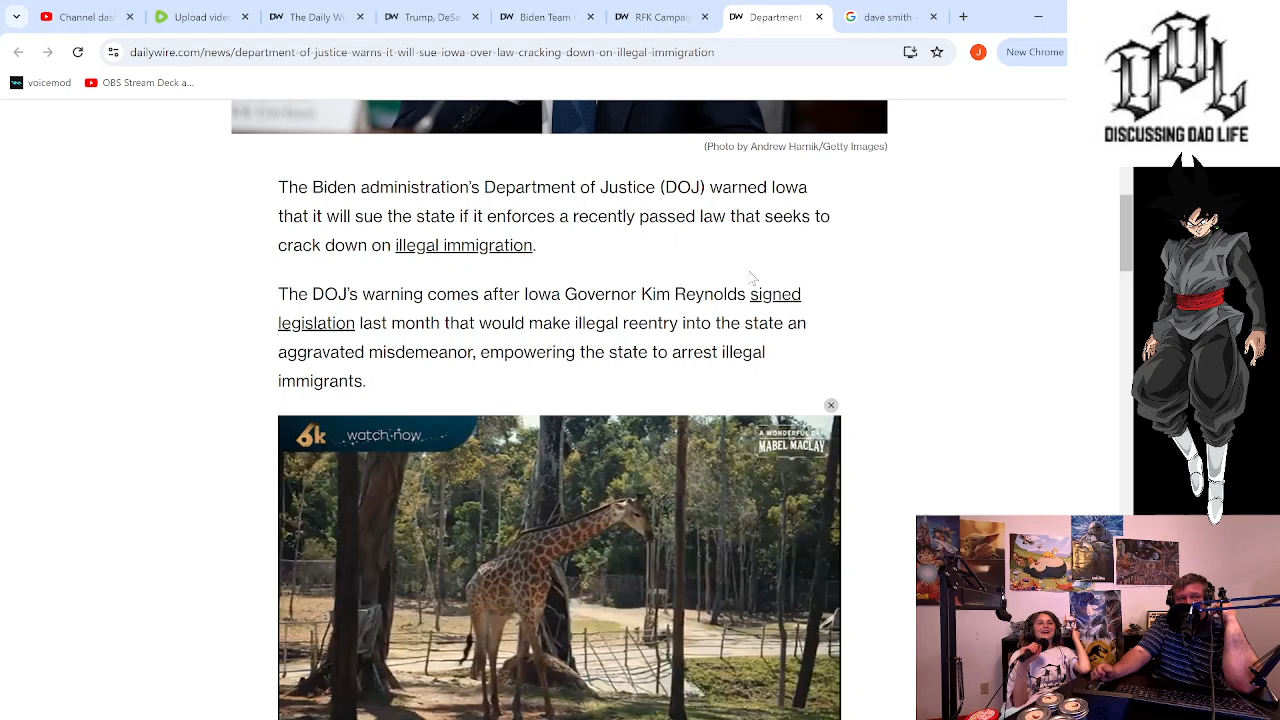 Channel
Upload vide
The Daily Wi
Trump, DeS
Biden Team
RFK Campai
Department
dave smith -
dailywire.com/news/department-of-justice-warns-it-will-sue-iowa-over-law-cracking-down-on-illegal-immigration
New Chrome
voicemod
OBS Stream Deck a...
DDL
DISCUSSING DAD LIFE
(Photo by Andrew Harnik/Getty Images)
The Biden administration's Department of Justice (DOJ) warned Iowa
that it will sue the state if it enforces a recently passed law that seeks to
crack down on illegal immigration.
The DOJ's warning comes after Iowa Governor Kim Reynolds signed
legislation last month that would make illegal reentry into the state an
aggravated misdemeanor, empowering the state to arrest illegal
immigrants.
watch now
A WONDERFUL DAY
MABEL MACLAY